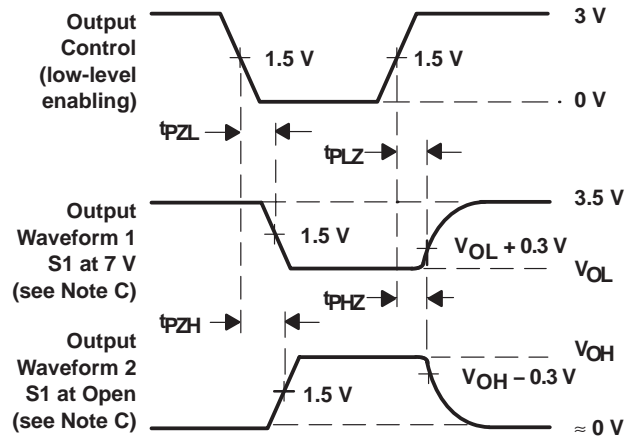 Output
Control
(low-level
enabling)
3 V
1.5 V
1.5 V
0 V
tPZL
tPLZ
Output
Waveform 1
S1 at 7 V
(see Note C)
3.5 V
1.5 V
VOL + 0.3 V
VOL
tPZH
tPHZ
Output
Waveform 2
S1 at Open
(see Note C)
VOH
VOH − 0.3 V
1.5 V
≈ 0 V